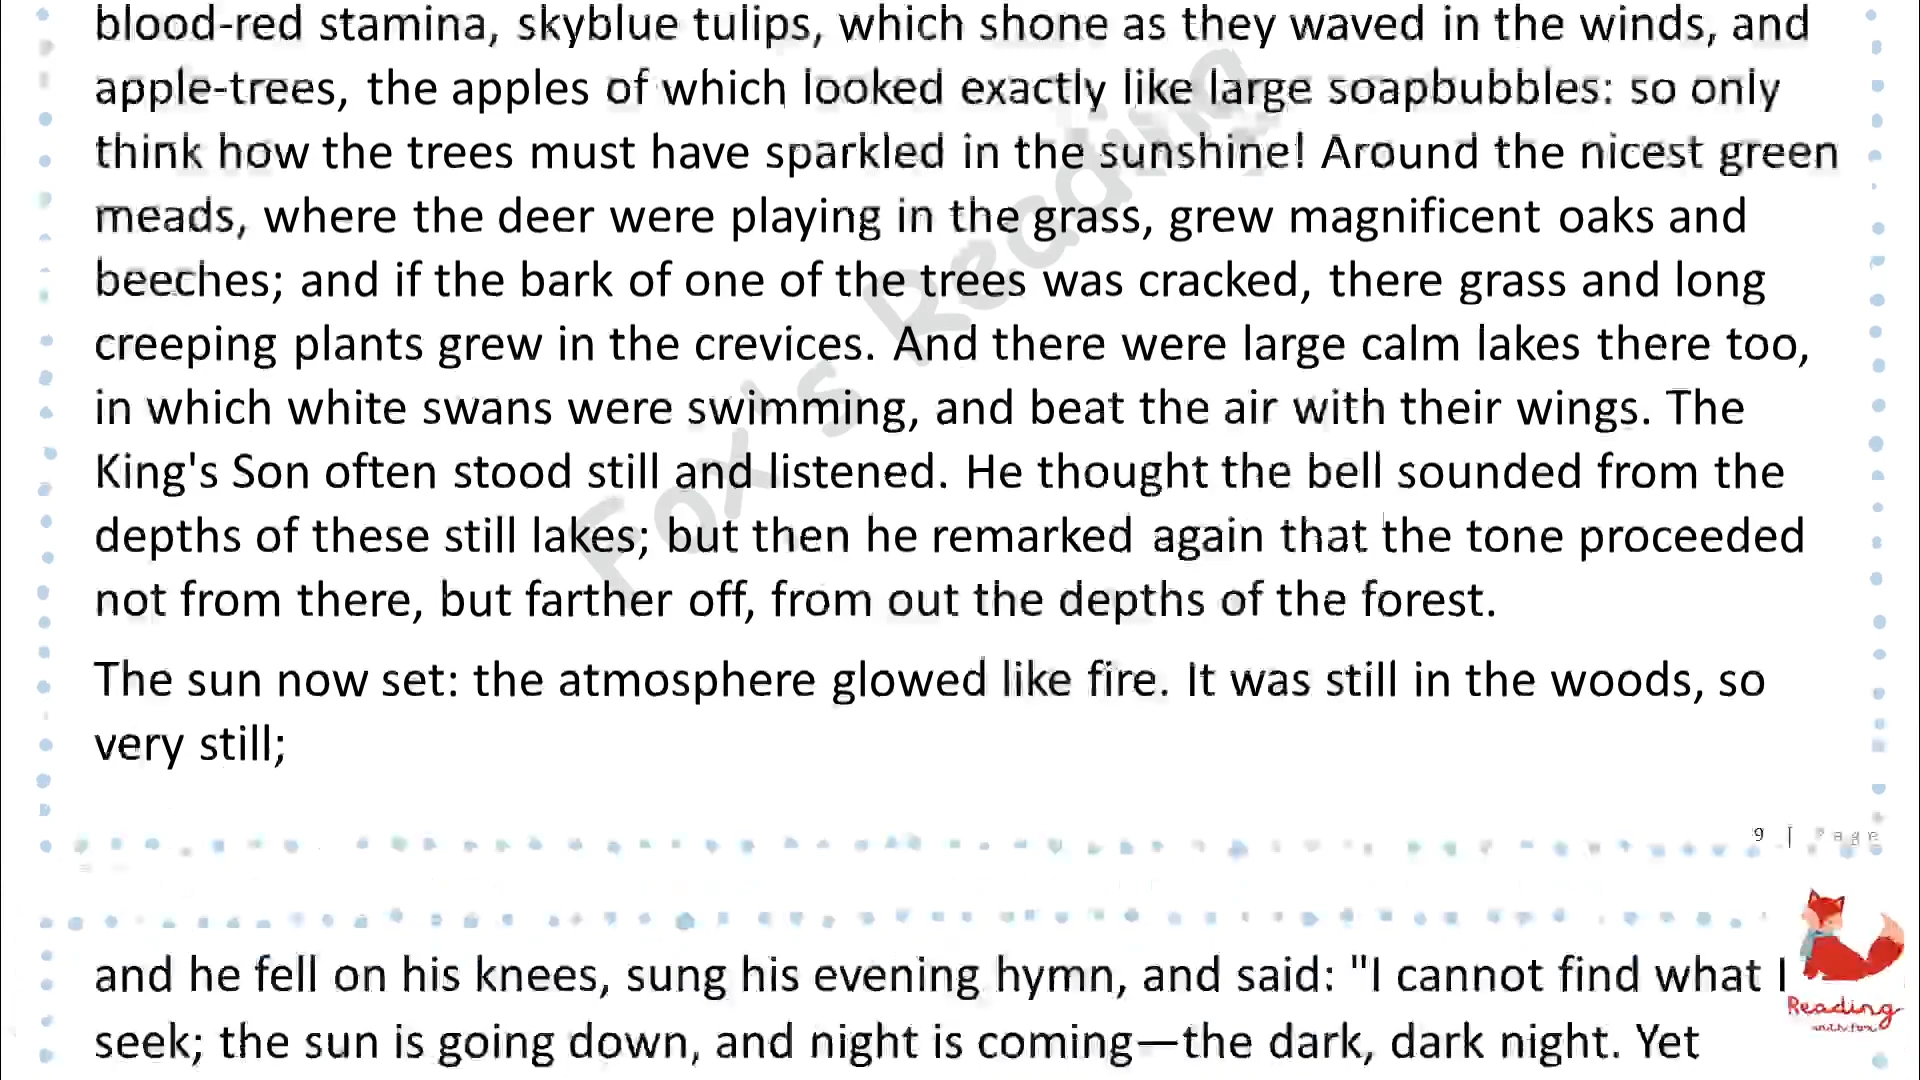 blood-red stamina, skyblue tulips, which shone as they waved in the winds, and
apple-trees, the apples of which looked exactly like large soapbubbles: so only
think how the trees must have sparkled in the sunshine! Around the nicest green
meads, where the deer were playing in the grass, grew magnificent oaks and
beeches; and if the bark of one of the trees was cracked, there grass and long
creeping plants grew in the crevices. And there were large calm lakes there too,
in which white swans were swimming, and beat the air with their wings. The
King's Son often stood still and listened. He thought the bell sounded from the
depths of these still lakes; but then he remarked again that the tone proceeded
not from there, but farther off, from out the depths of the forest.
The sun now set: the atmosphere glowed like fire. It was still in the woods, so
very still;
9 | Page
and he fell on his knees, sung his evening hymn, and said: "I cannot find what I
seek; the sun is going down, and night is coming—the dark, dark night. Yet
Fox's Reading
Reading
with fox